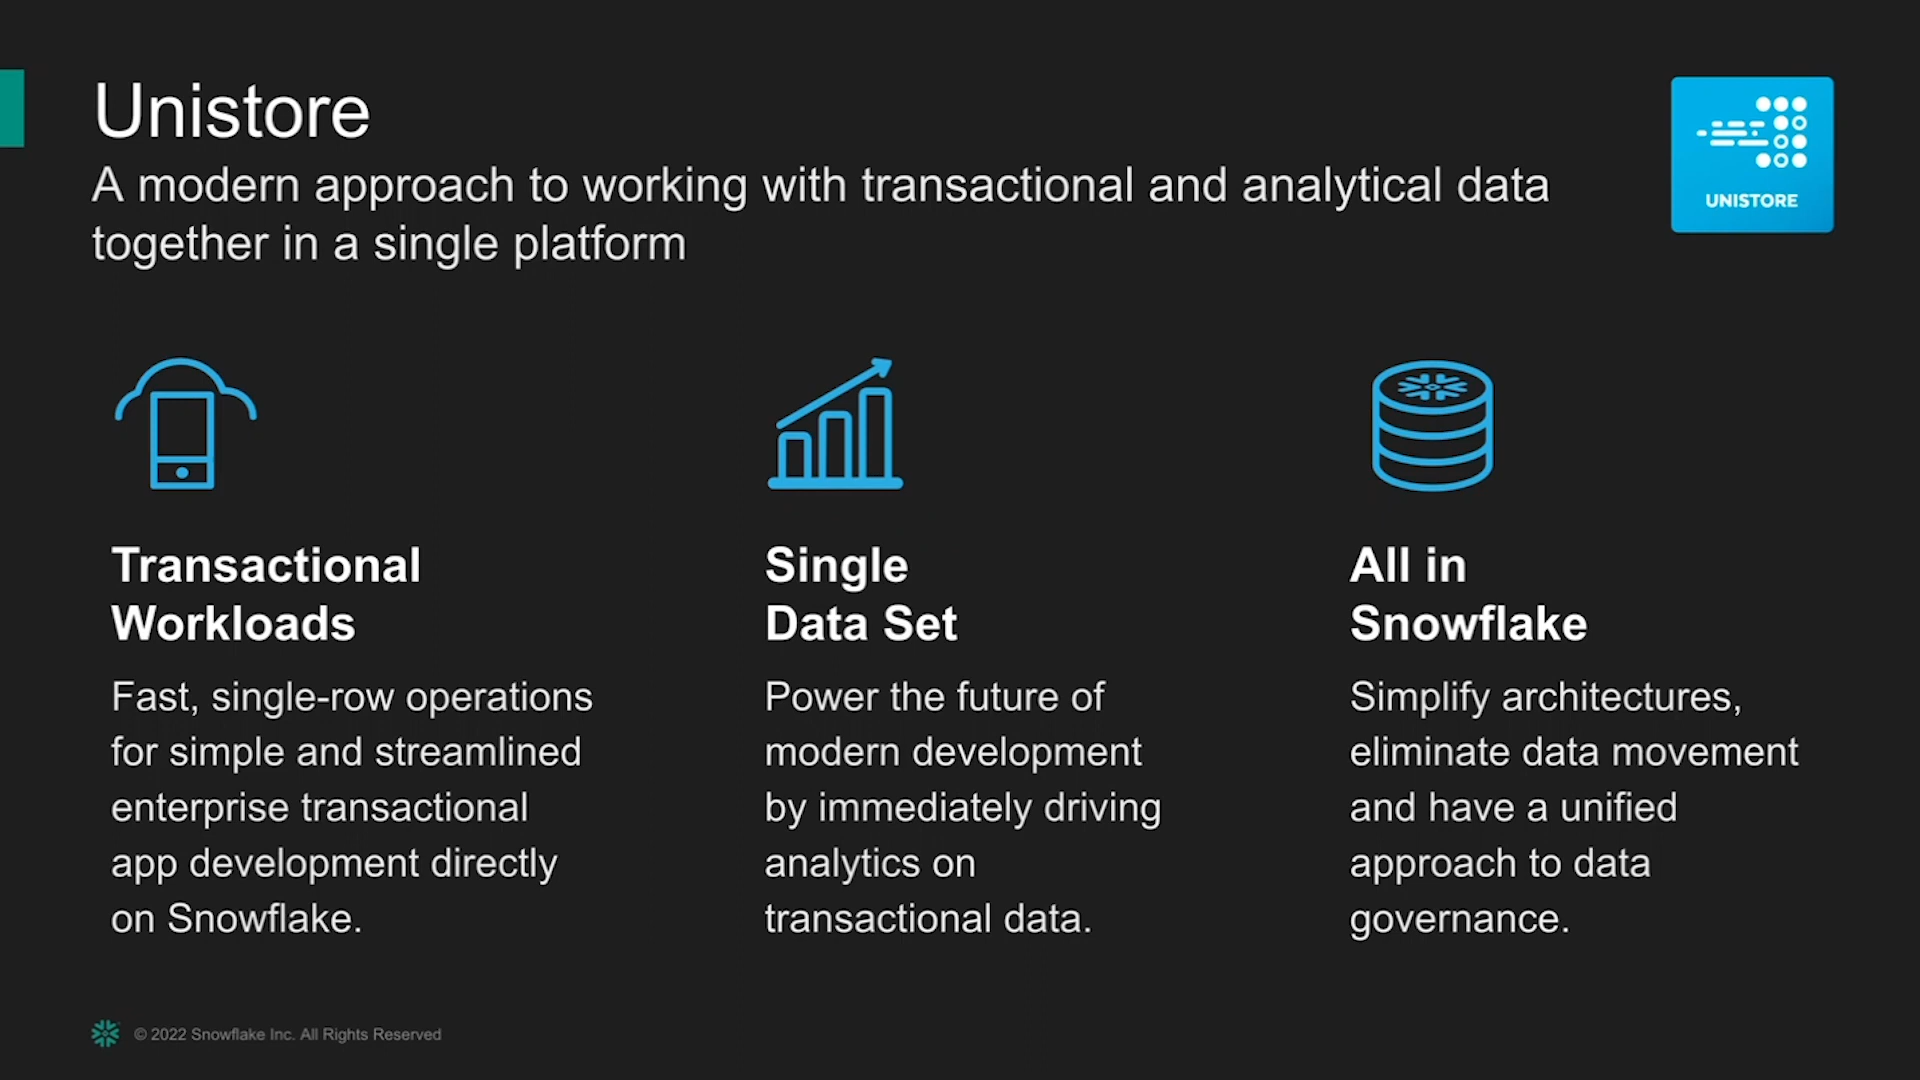 Unistore
A modern approach to working with transactional and analytical data
together in a single platform
UNISTORE
Transactional
Workloads
Fast, single-row operations
for simple and streamlined
enterprise transactional
app development directly
on Snowflake.
Single
Data Set
Power the future of
modern development
by immediately driving
analytics on
transactional data.
All in
Snowflake
Simplify architectures,
eliminate data movement
and have a unified
approach to data
governance.
© 2022 Snowflake Inc. All Rights Reserved